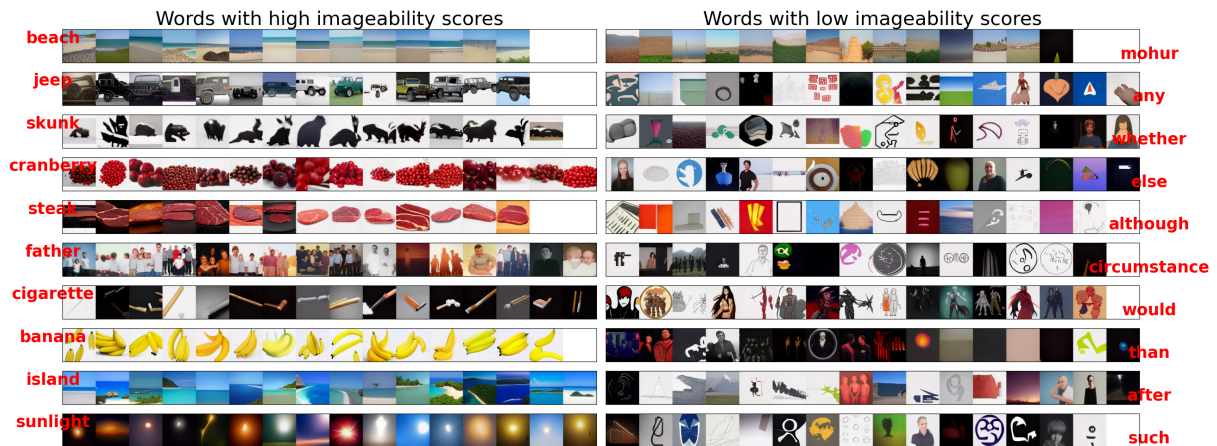 Words with high imageability scores
Words with low imageability scores
beach
mohur
jeep
any
skunk
whether
cranberry
else
steak
although
father
circumstance
cigarette
would
banana
than
island
after
sunlight
such